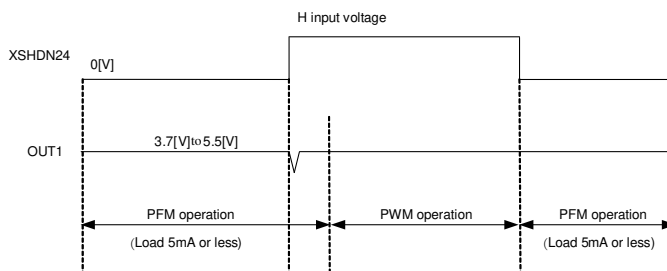 H input voltage
XSHDN24
0[V]
3.7[V]to5.5[V]
OUT1
PFM operation
PWM operation
PFM operation
(Load 5mA or less)
(Load 5mA or less)